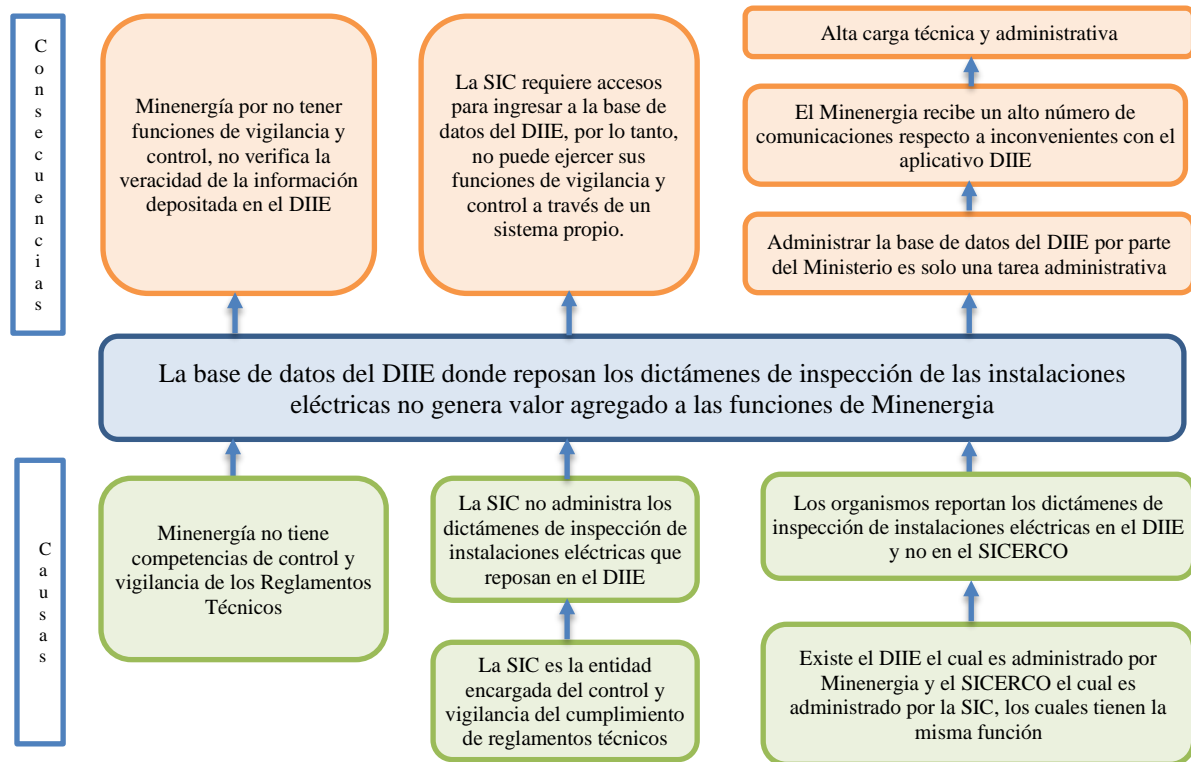 Consecuencias
Minenergía por no tener
funciones de vigilancia y
control, no verifica la
veracidad de la información
depositada en el DIIE
La SIC requiere accesos
para ingresar a la base de
datos del DIIE, por lo tanto,
no puede ejercer sus
funciones de vigilancia y
control a través de un
sistema propio.
Alta carga técnica y administrativa
El Minenergia recibe un alto número de
comunicaciones respecto a inconvenientes con el
aplicativo DIIE
Administrar la base de datos del DIIE por parte
del Ministerio es solo una tarea administrativa
La base de datos del DIIE donde reposan los dictámenes de inspección de las instalaciones
eléctricas no genera valor agregado a las funciones de Minenergia
Causas
Minenergía no tiene
competencias de control y
vigilancia de los Reglamentos
Técnicos
La SIC no administra los
dictámenes de inspección de
instalaciones eléctricas que
reposan en el DIIE
La SIC es la entidad
encargada del control y
vigilancia del cumplimiento
de reglamentos técnicos
Los organismos reportan los dictámenes de
inspección de instalaciones eléctricas en el DIIE
y no en el SICERCO
Existe el DIIE el cual es administrado por
Minenergia y el SICERCO el cual es
administrado por la SIC, los cuales tienen la
misma función